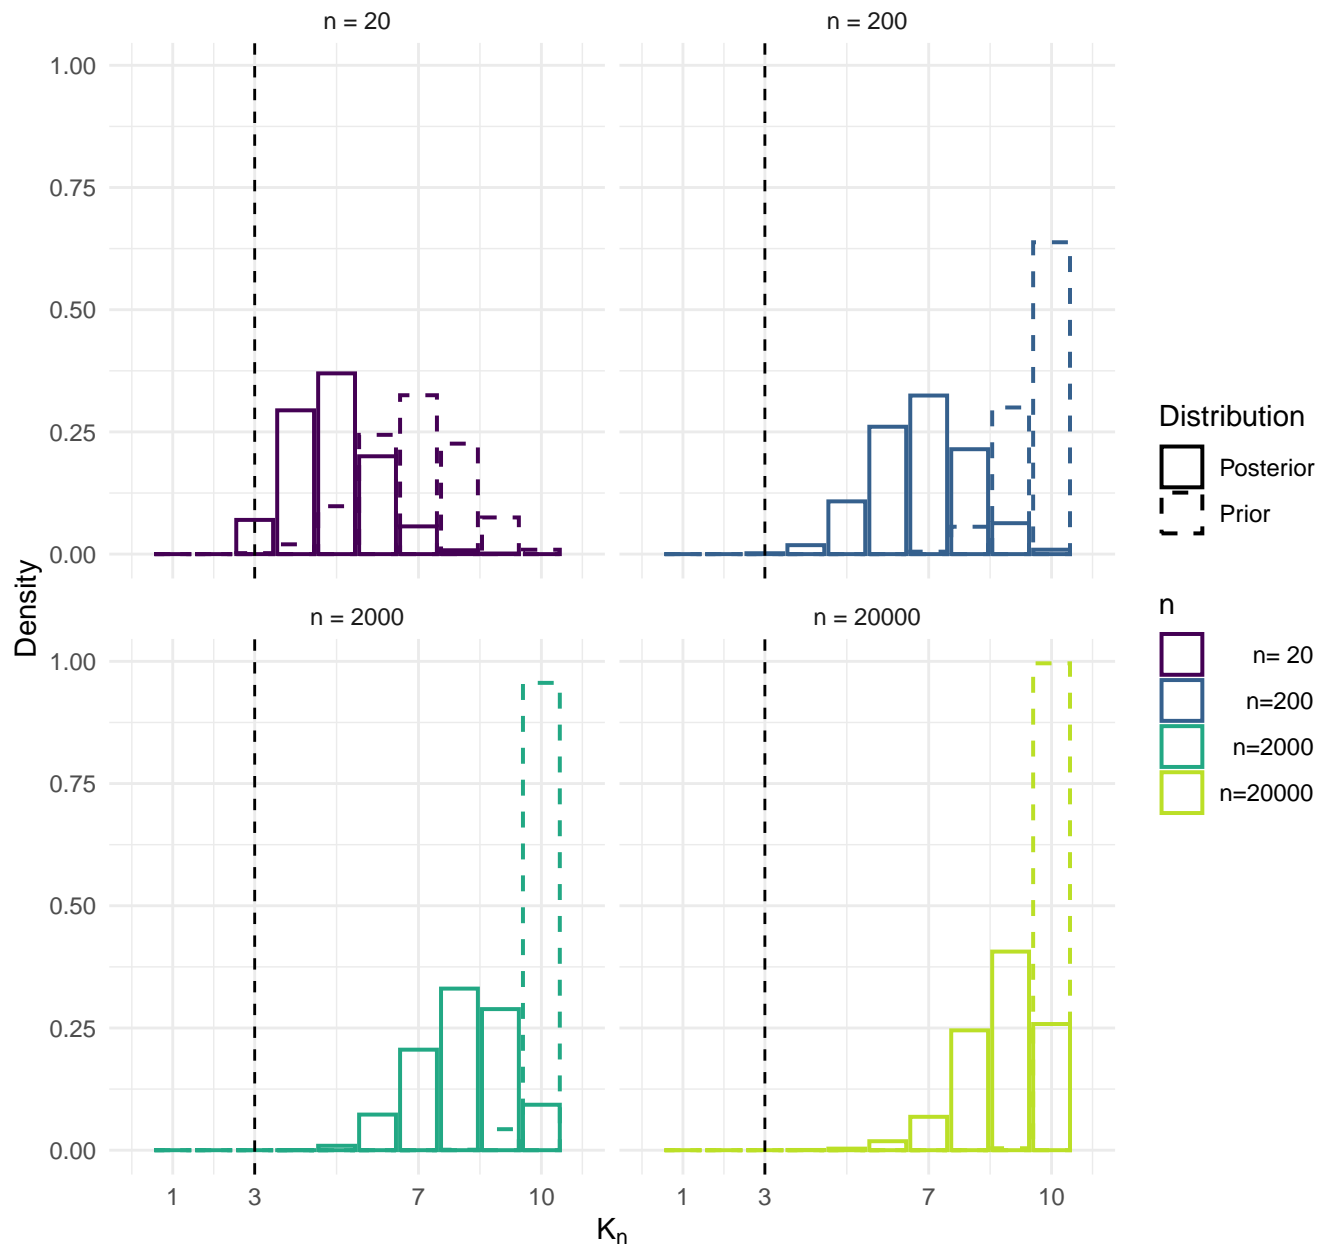 n = 20
n = 200
1.00
0.75
0.50
0.25
0.00
n = 2000
n = 20000
1.00
0.75
0.50
0.25
0.00
1 3 7 10
1 3 7 10
Density
Kn
Distribution
Posterior
Prior
n
n= 20
n=200
n=2000
n=20000